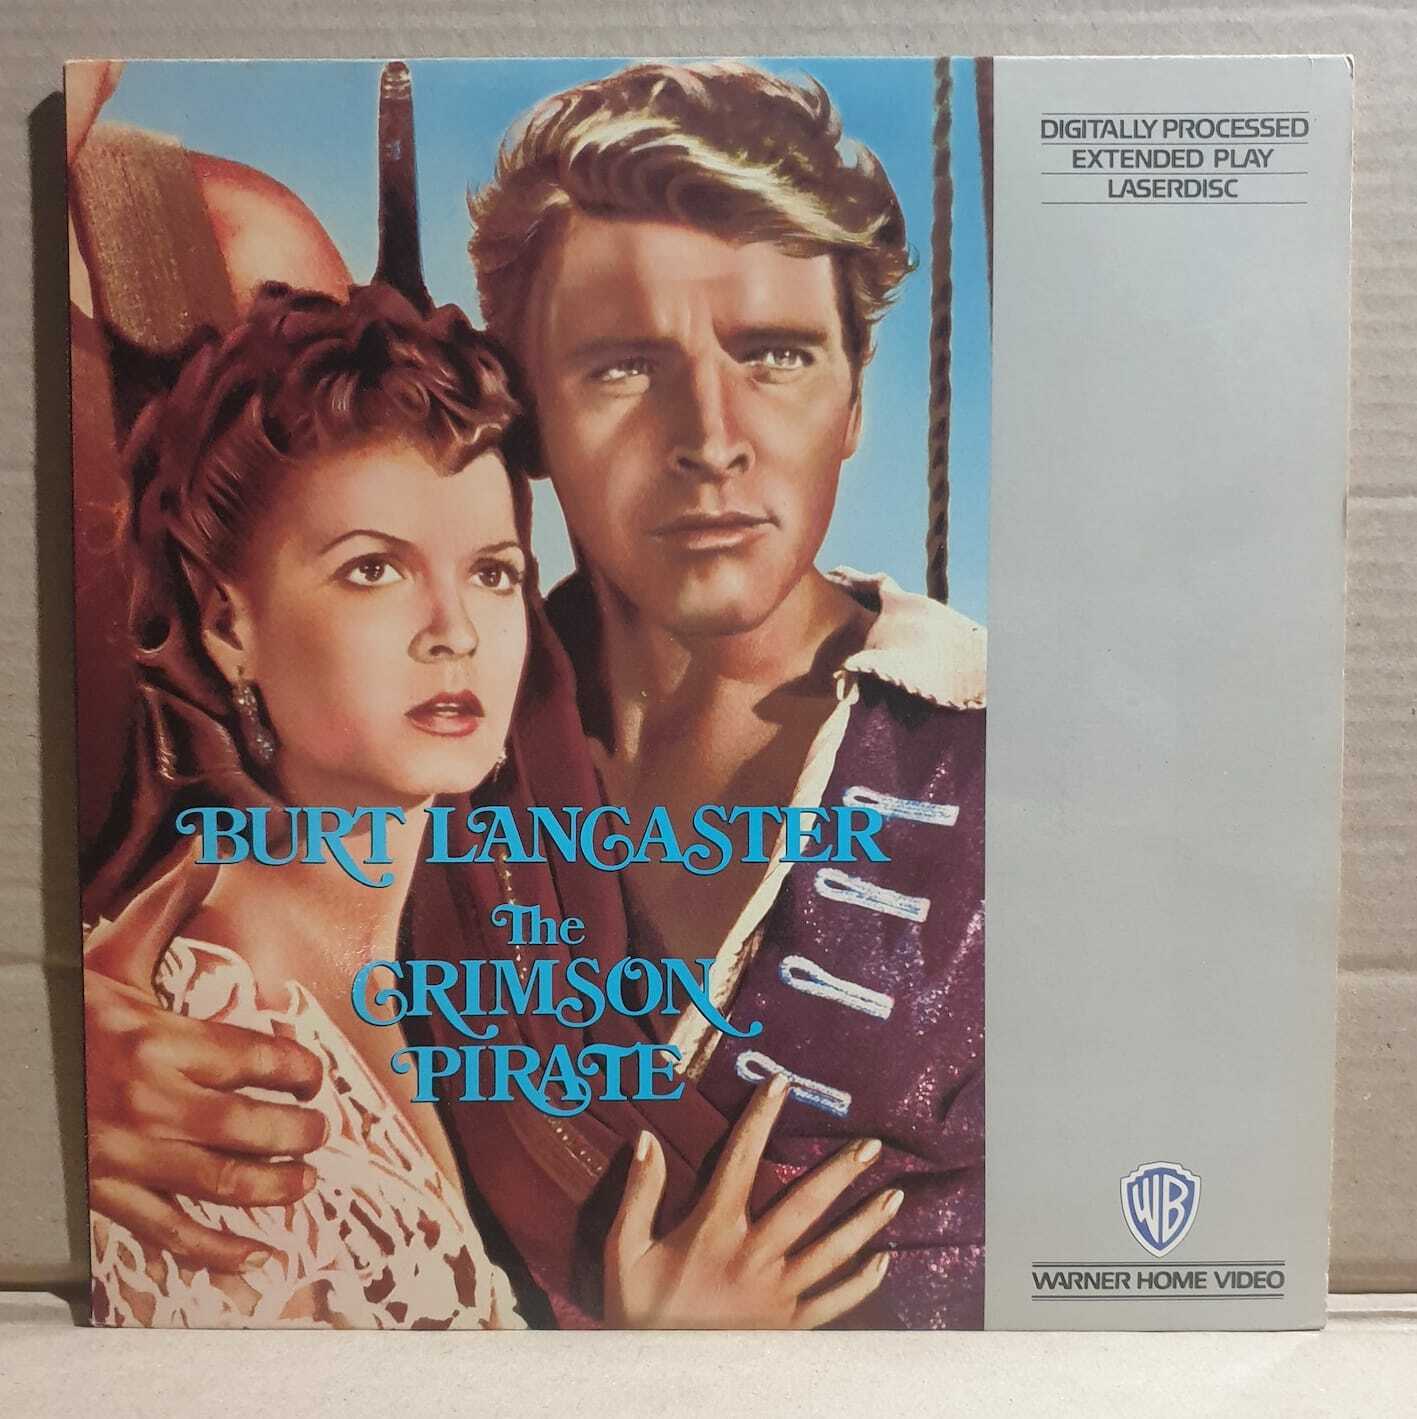 DIGITALLY PROCESSED
EXTENDED PLAY
LASERDISC
BURT LANCASTER
The
CRIMSON
PIRATE
WB
WARNER HOME VIDEO